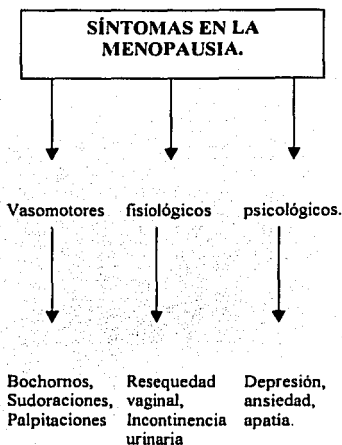 SÍNTOMAS EN LA
MENOPAUSIA.
Vasomotores fisiológicos psicológicos.
Bochornos,
Sudoraciones,
Palpitaciones
Resequedad
vaginal,
Incontinencia
urinaria
Depresión,
ansiedad,
apatía.